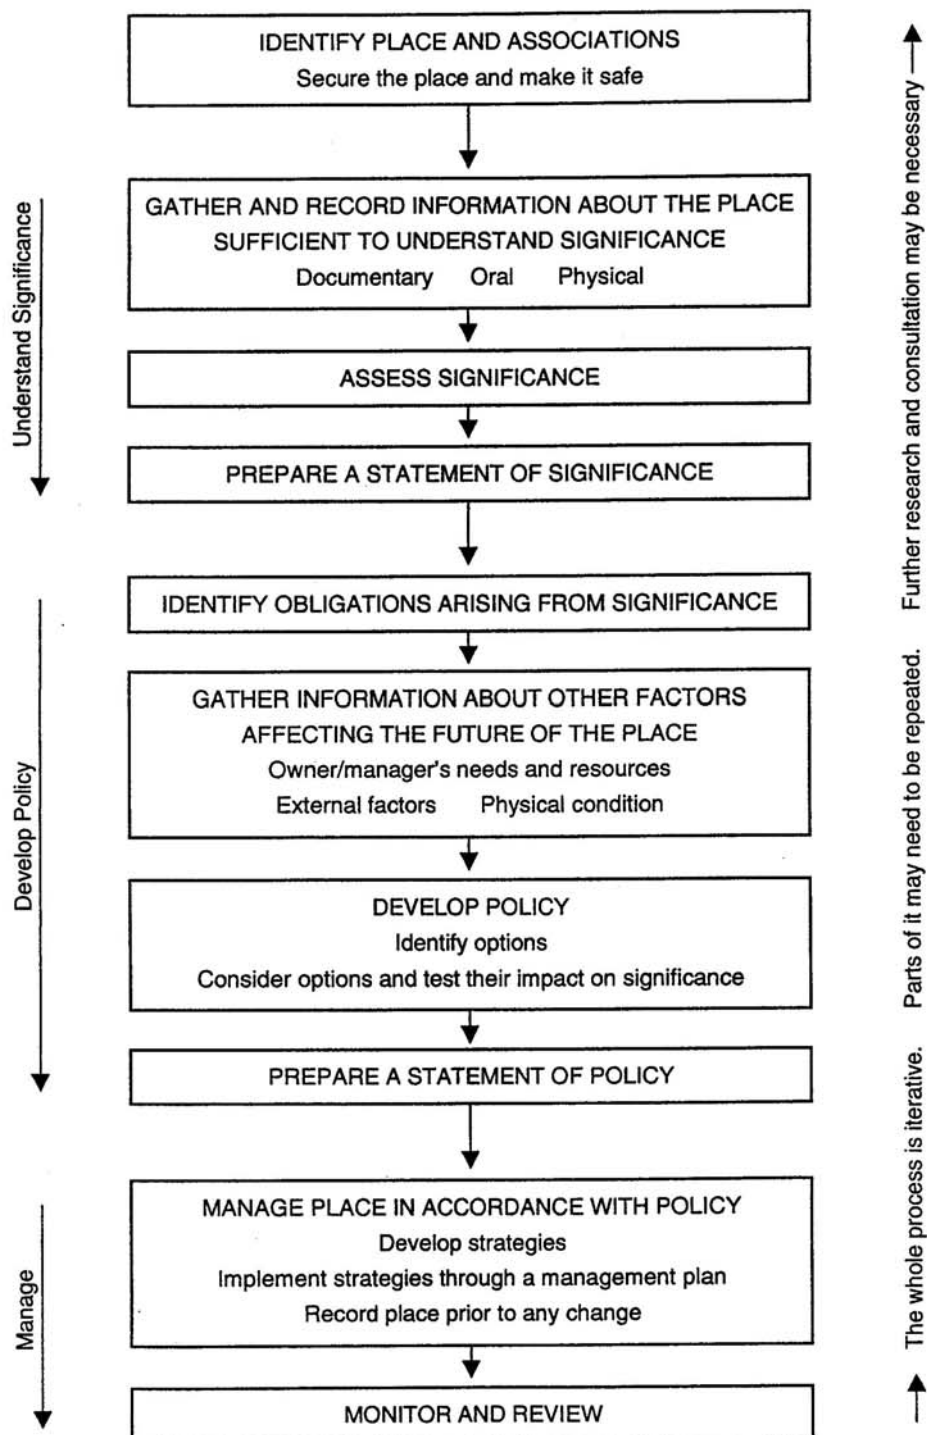 IDENTIFY PLACE AND ASSOCIATIONS
Secure the place and make it safe
Understand Significance
GATHER AND RECORD INFORMATION ABOUT THE PLACE
SUFFICIENT TO UNDERSTAND SIGNIFICANCE
Documentary Oral Physical
ASSESS SIGNIFICANCE
PREPARE A STATEMENT OF SIGNIFICANCE
Develop Policy
IDENTIFY OBLIGATIONS ARISING FROM SIGNIFICANCE
GATHER INFORMATION ABOUT OTHER FACTORS
AFFECTING THE FUTURE OF THE PLACE
Owner/manager's needs and resources
External factors Physical condition
DEVELOP POLICY
Identify options
Consider options and test their impact on significance
PREPARE A STATEMENT OF POLICY
Manage
MANAGE PLACE IN ACCORDANCE WITH POLICY
Develop strategies
Implement strategies through a management plan
Record place prior to any change
MONITOR AND REVIEW
The whole process is iterative. Parts of it may need to be repeated. Further research and consultation may be necessary